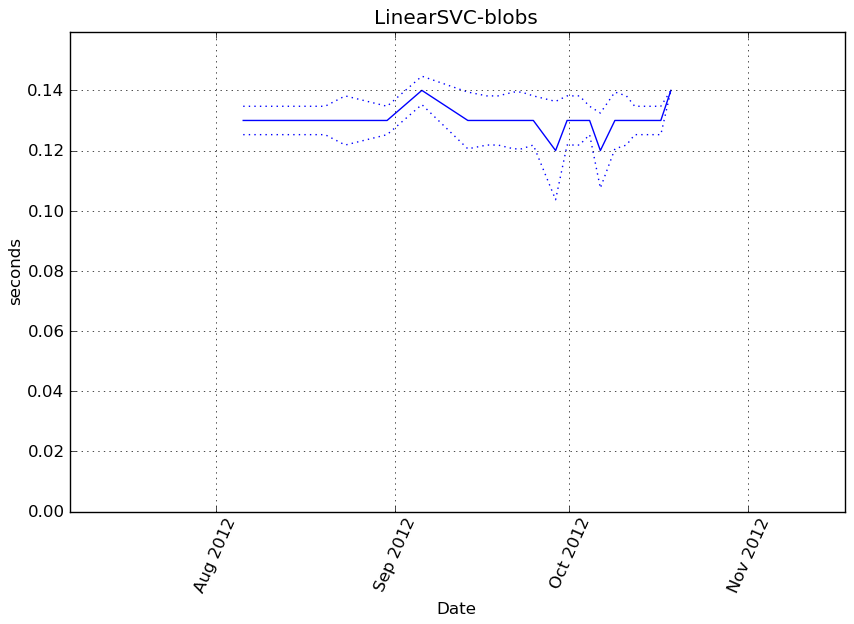 LinearSVC-blobs
0.14
0.12
0.10
0.08
0.06
0.04
0.02
0.00
seconds
Aug 2012
Sep 2012
Oct 2012
Nov 2012
Date